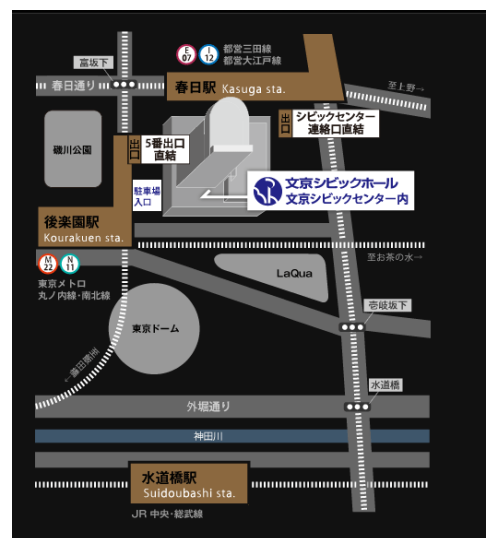 E
07
I
12
都営三田線
都営大江戸線
富坂下
春日通り
春日駅 Kasuga sta.
至上野→
出口
シビックセンター
連絡口直結
礫川公園
出口
5番出口
直結
駐車場
入口
文京シビックホール
文京シビックセンター内
後楽園駅
Kourakuen sta.
M
22
N
11
東京メトロ
丸ノ内線・南北線
至お茶の水→
LaQua
東京ドーム
壱岐坂下
水道橋
外堀通り
神田川
水道橋駅
Suidoubashi sta.
JR 中央・総武線